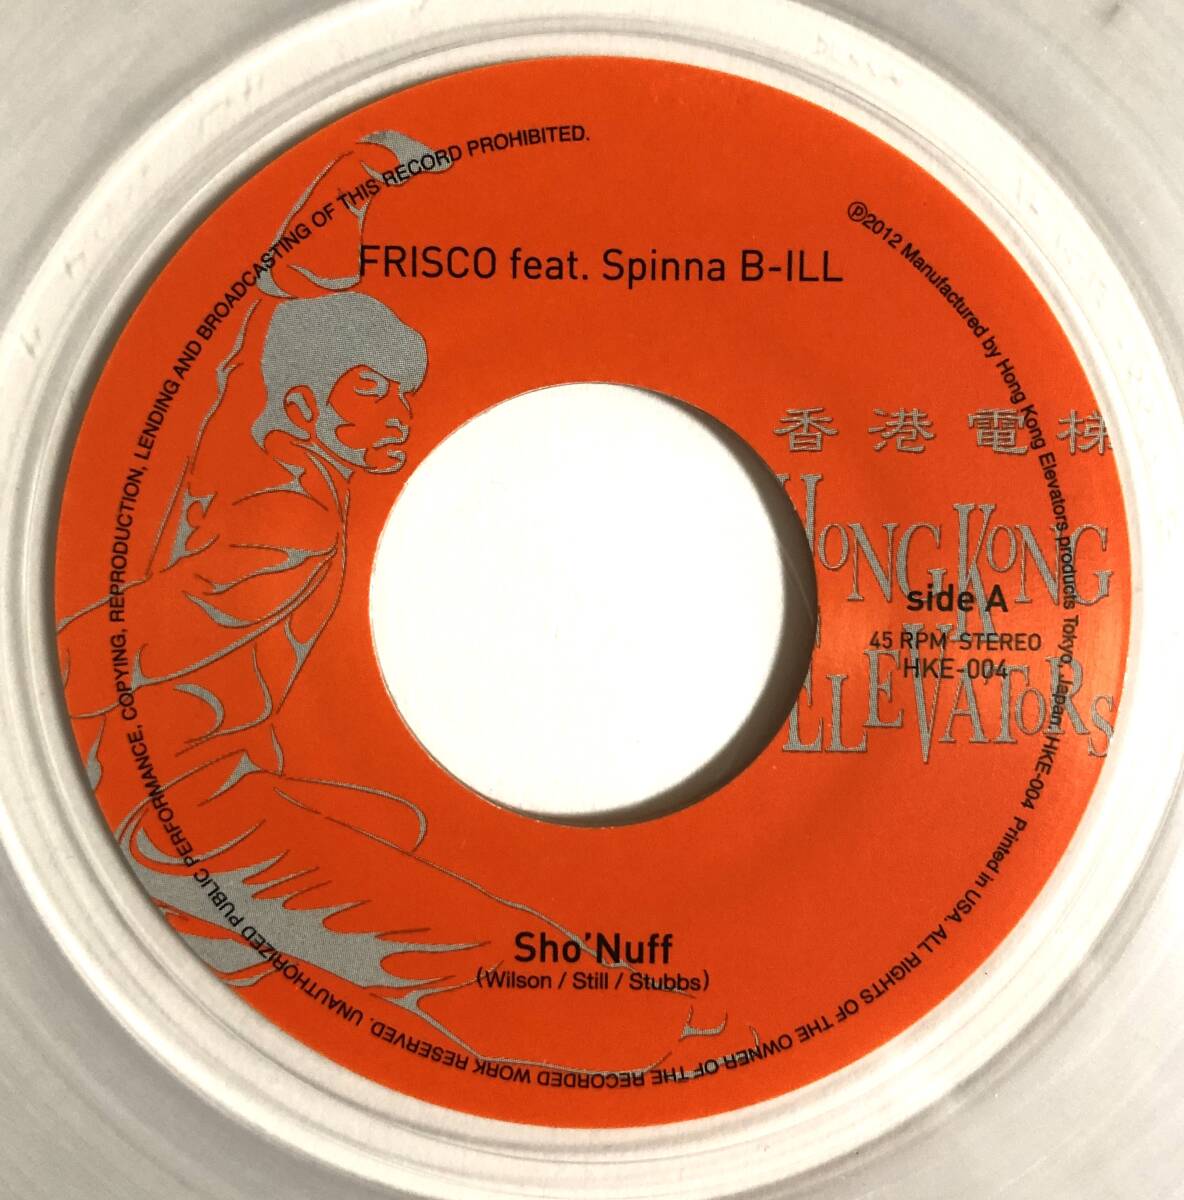 FRISCO feat. Spinna B-ILL
香港電梯
HONG KONG
ELEVATORS
side A
45 RPM STEREO
HKE-004
Sho'Nuff
(Wilson / Still / Stubbs)
℗2012 Manufactured by Hong Kong Elevators products Tokyo, Japan, HKE-004 Printed in USA. ALL RIGHTS OF THE OWNER OF THE RECORDED WORK RESERVED. UNAUTHORIZED PUBLIC PERFORMANCE, COPYING, REPRODUCTION, LENDING AND BROADCASTING OF THIS RECORD PROHIBITED.